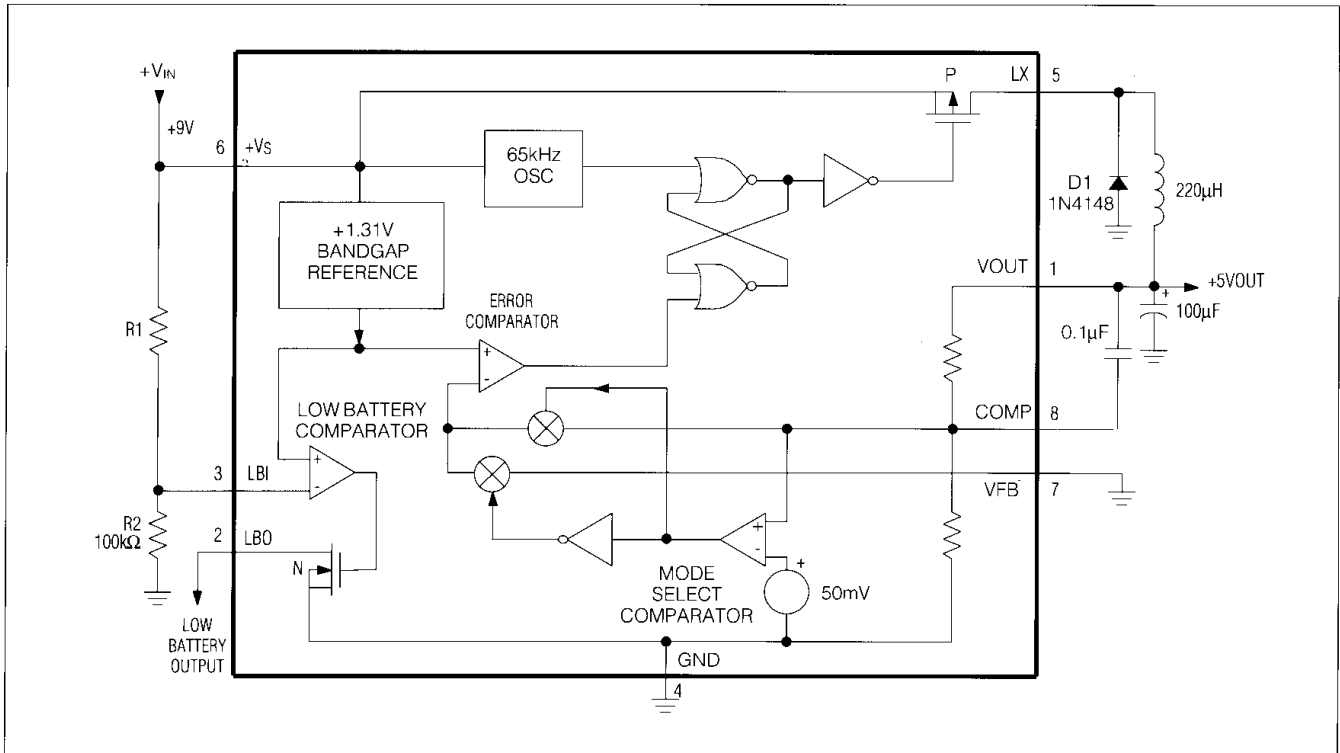 +VIN
+9V
6
+VS
P
LX
5
65kHz
OSC
D1
1N4148
220µH
+1.31V
BANDGAP
REFERENCE
VOUT
1
+5VOUT
+
100µF
0.1µF
R1
ERROR
COMPARATOR
+
-
LOW BATTERY
COMPARATOR
COMP
8
3
LBI
+
-
VFB
7
R2
100kΩ
2
LBO
N
+
-
+
50mV
MODE
SELECT
COMPARATOR
LOW
BATTERY
OUTPUT
GND
4